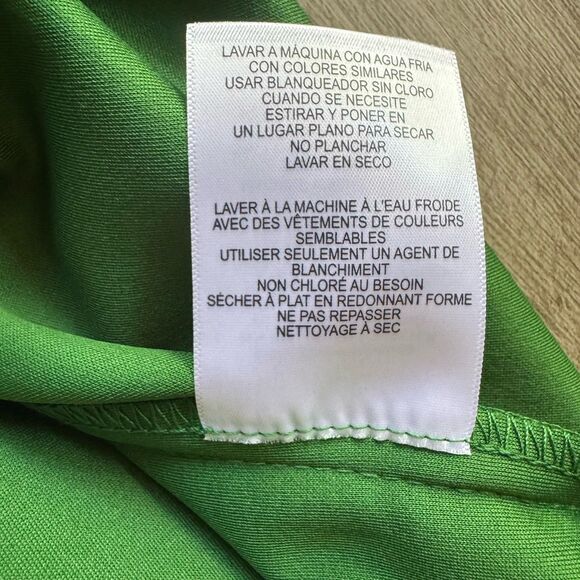 LAVAR A MÁQUINA CON AGUA FRIA
CON COLORES SIMILARES
USAR BLANQUEADOR SIN CLORO
CUANDO SE NECESITE
ESTIRAR Y PONER EN
UN LUGAR PLANO PARA SECAR
NO PLANCHAR
LAVAR EN SECO
LAVER À LA MACHINE À L'EAU FROIDE
AVEC DES VÊTEMENTS DE COULEURS
SEMBLABLES
UTILISER SEULEMENT UN AGENT DE
BLANCHIMENT
NON CHLORÉ AU BESOIN
SÉCHER À PLAT EN REDONNANT FORME
NE PAS REPASSER
NETTOYAGE À SEC